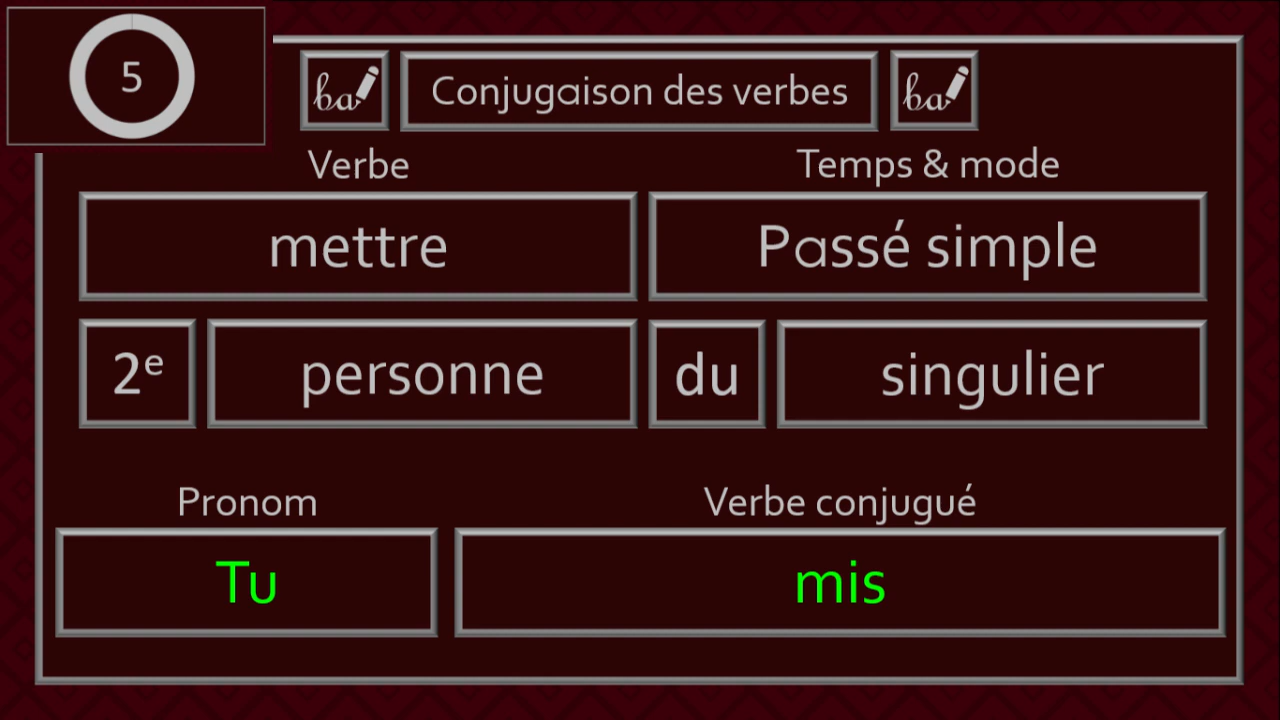 5
ba Conjugaison des verbes ba
Verbe
Temps & mode
mettre
Passé simple
2e personne du singulier
Pronom
Verbe conjugué
Tu
mis